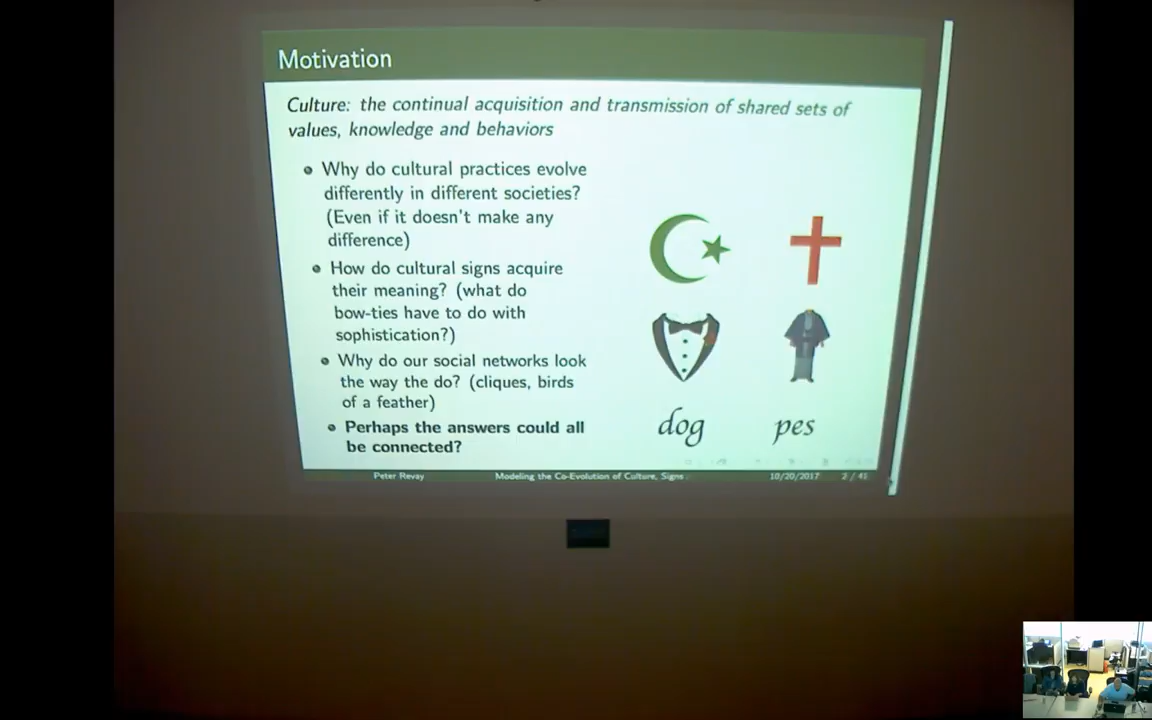 Motivation
Culture: the continual acquisition and transmission of shared sets of
values, knowledge and behaviors
Why do cultural practices evolve
differently in different societies?
(Even if it doesn't make any
difference)
How do cultural signs acquire
their meaning? (what do
bow-ties have to do with
sophistication?)
Why do our social networks look
the way the do? (cliques, birds
of a feather)
Perhaps the answers could all
be connected?
dog pes
Peter Revay Modeling the Co-Evolution of Culture, Signs 10/20/2017 2 / 41